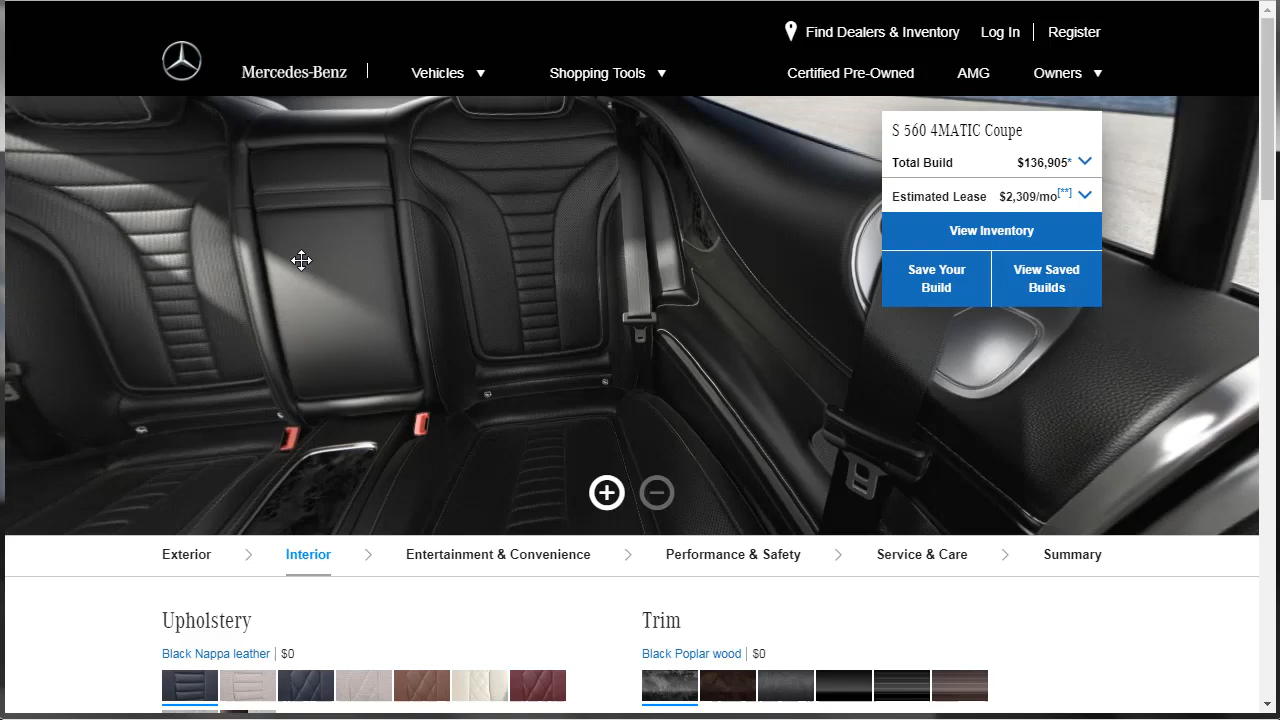 Find Dealers & Inventory
Log In
Register
Mercedes-Benz
Vehicles
Shopping Tools
Certified Pre-Owned
AMG
Owners
S 560 4MATIC Coupe
Total Build $136,905*
Estimated Lease $2,309/mo[**]
View Inventory
Save Your
Build
View Saved
Builds
Exterior
Interior
Entertainment & Convenience
Performance & Safety
Service & Care
Summary
Upholstery
Black Nappa leather $0
Trim
Black Poplar wood $0